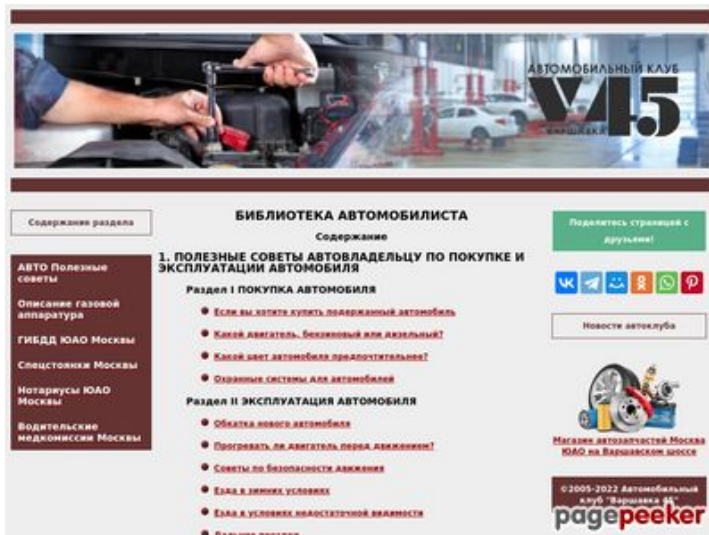 АВТОМОБИЛЬНЫЙ КЛУБ
V45
ВАРШАВКА
Содержание раздела
АВТО Полезные
советы
Описание газовой
аппаратура
ГИБДД ЮАО Москвы
Спецстоянки Москвы
Нотариусы ЮАО
Москвы
Водительские
медкомиссии Москвы
БИБЛИОТЕКА АВТОМОБИЛИСТА
Содержание
1. ПОЛЕЗНЫЕ СОВЕТЫ АВТОВЛАДЕЛЬЦУ ПО ПОКУПКЕ И
ЭКСПЛУАТАЦИИ АВТОМОБИЛЯ
Раздел I ПОКУПКА АВТОМОБИЛЯ
Если вы хотите купить подержанный автомобиль
Какой двигатель, бензиновый или дизельный?
Какой цвет автомобиля предпочтительнее?
Охранные системы для автомобилей
Раздел II ЭКСПЛУАТАЦИЯ АВТОМОБИЛЯ
Обкатка нового автомобиля
Прогревать ли двигатель перед движением?
Советы по безопасности движения
Езда в зимних условиях
Езда в условиях недостаточной видимости
Поделитесь страницей с
друзьями!
Новости автоклуба
Магазин автозапчастей Москва
ЮАО на Варшавском шоссе
©2005-2022 Автомобильный
клуб "Варшавка 45"
pagepeeker